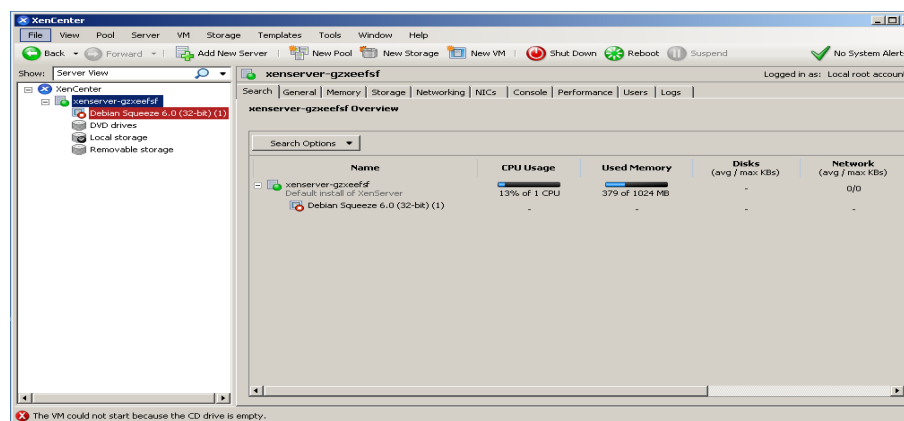 XenCenter
File View Pool Server VM Storage Templates Tools Window Help
Back Forward Add New Server New Pool New Storage New VM Shut Down Reboot Suspend No System Alert
Show: Server View
xenserver-gzxeefsf Logged in as: Local root account
XenCenter
xenserver-gzxeefsf
Debian Squeeze 6.0 (32-bit) (1)
DVD drives
Local storage
Removable storage
Search General Memory Storage Networking NICs Console Performance Users Logs
xenserver-gzxeefsf Overview
Search Options
Name CPU Usage Used Memory Disks (avg / max KBs) Network (avg / max KBs)
xenserver-gzxeefsf
Default install of XenServer 13% of 1 CPU 379 of 1024 MB - 0/0
Debian Squeeze 6.0 (32-bit) (1) - - - -
The VM could not start because the CD drive is empty.